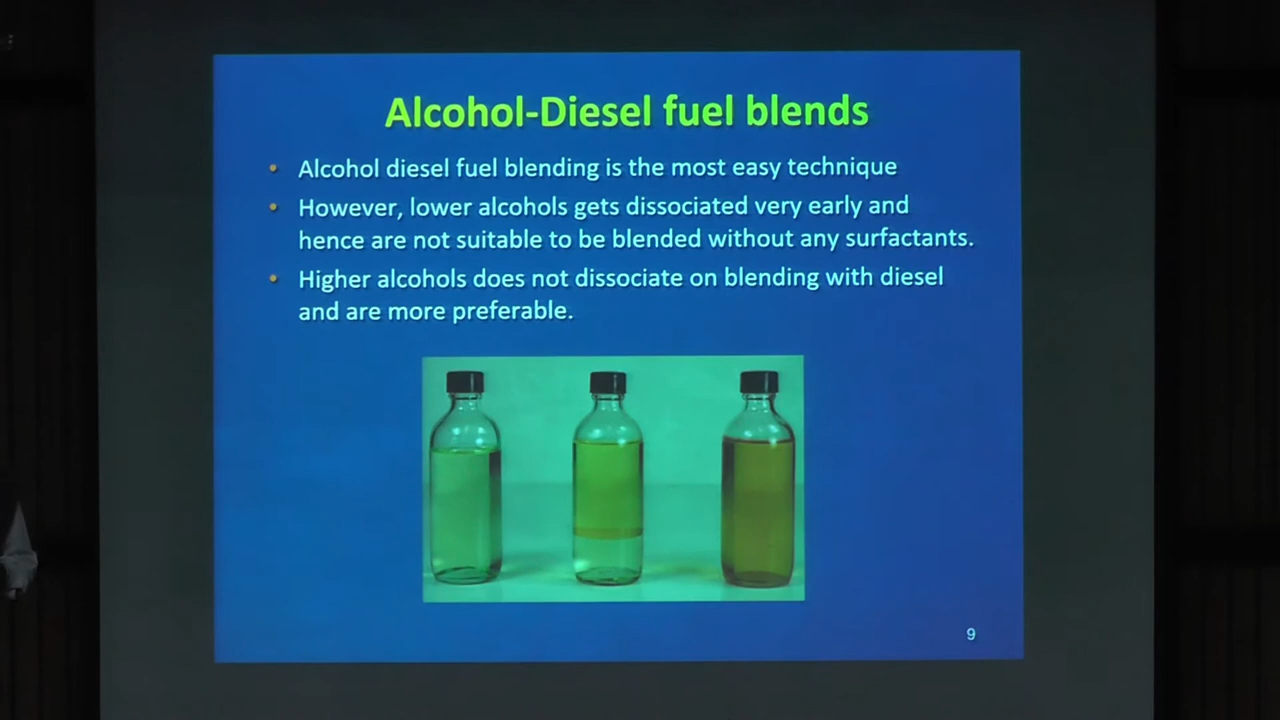 Alcohol-Diesel fuel blends
• Alcohol diesel fuel blending is the most easy technique
• However, lower alcohols gets dissociated very early and
hence are not suitable to be blended without any surfactants.
• Higher alcohols does not dissociate on blending with diesel
and are more preferable.
9